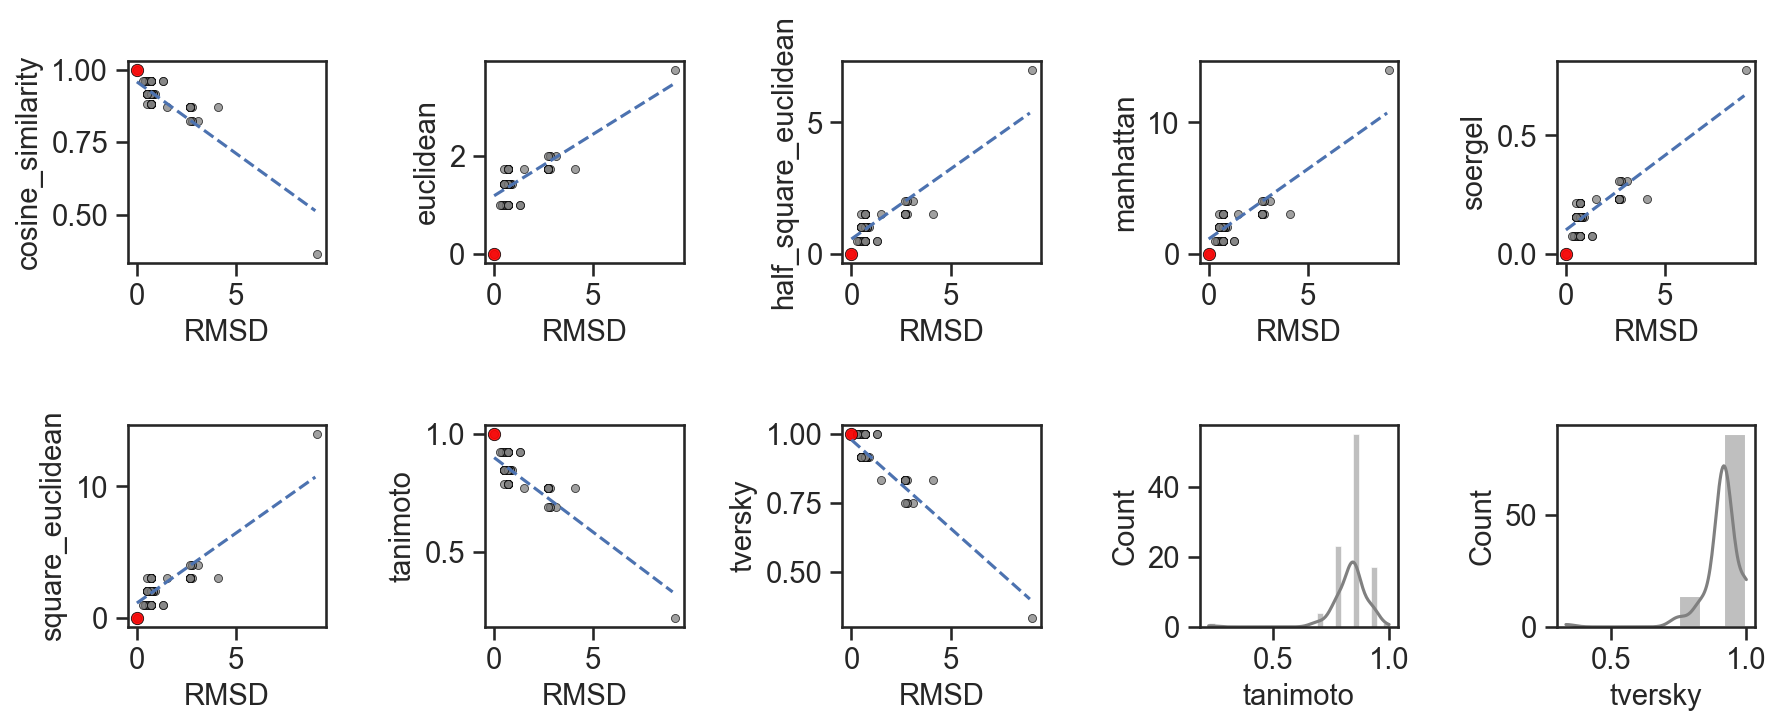 cosine_similarity
1.00
0.75
0.50
0
5
RMSD
euclidean
2
0
0
5
RMSD
half_square_euclidean
5
0
0
5
RMSD
manhattan
10
0
0
5
RMSD
soergel
0.5
0.0
0
5
RMSD
square_euclidean
10
0
0
5
RMSD
tanimoto
1.0
0.5
0
5
RMSD
tversky
1.00
0.75
0.50
0
5
RMSD
Count
40
20
0
0.5
1.0
tanimoto
Count
50
0
0.5
1.0
tversky